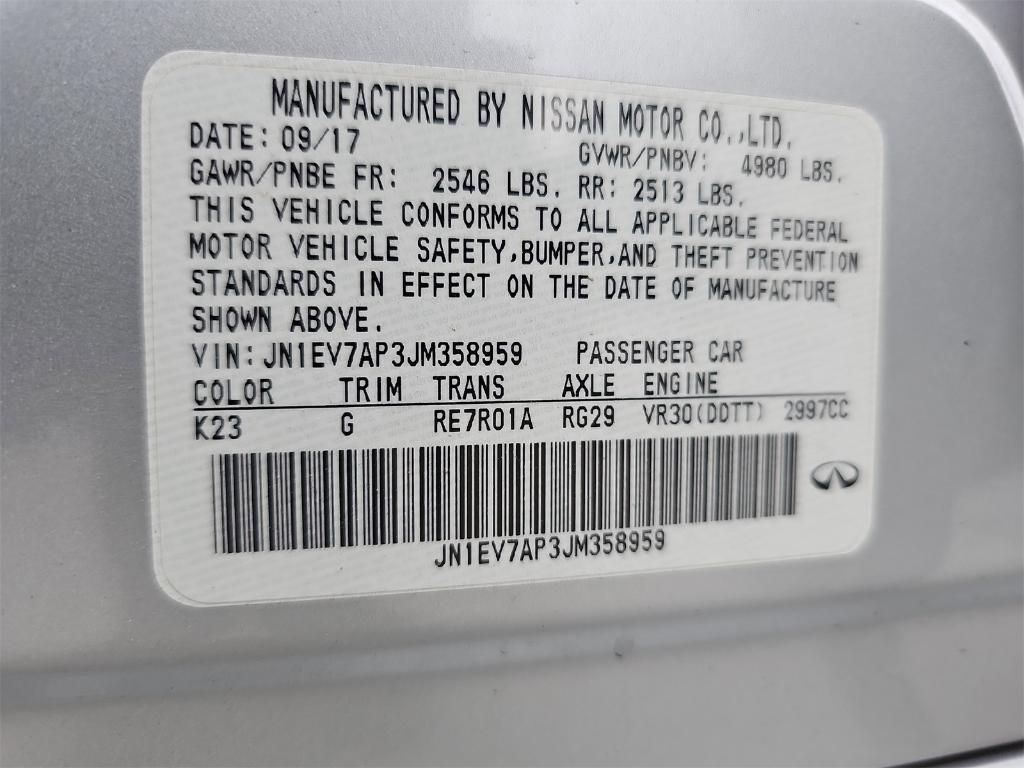 MANUFACTURED BY NISSAN MOTOR CO.,LTD.
DATE: 09/17 GVWR/PNBV: 4980 LBS.
GAWR/PNBE FR: 2546 LBS. RR: 2513 LBS.
THIS VEHICLE CONFORMS TO ALL APPLICABLE FEDERAL
MOTOR VEHICLE SAFETY,BUMPER,AND THEFT PREVENTION
STANDARDS IN EFFECT ON THE DATE OF MANUFACTURE
SHOWN ABOVE.
VIN: JN1EV7AP3JM358959 PASSENGER CAR
COLOR TRIM TRANS AXLE ENGINE
K23 G RE7R01A RG29 VR30(DDTT) 2997CC
JN1EV7AP3JM358959